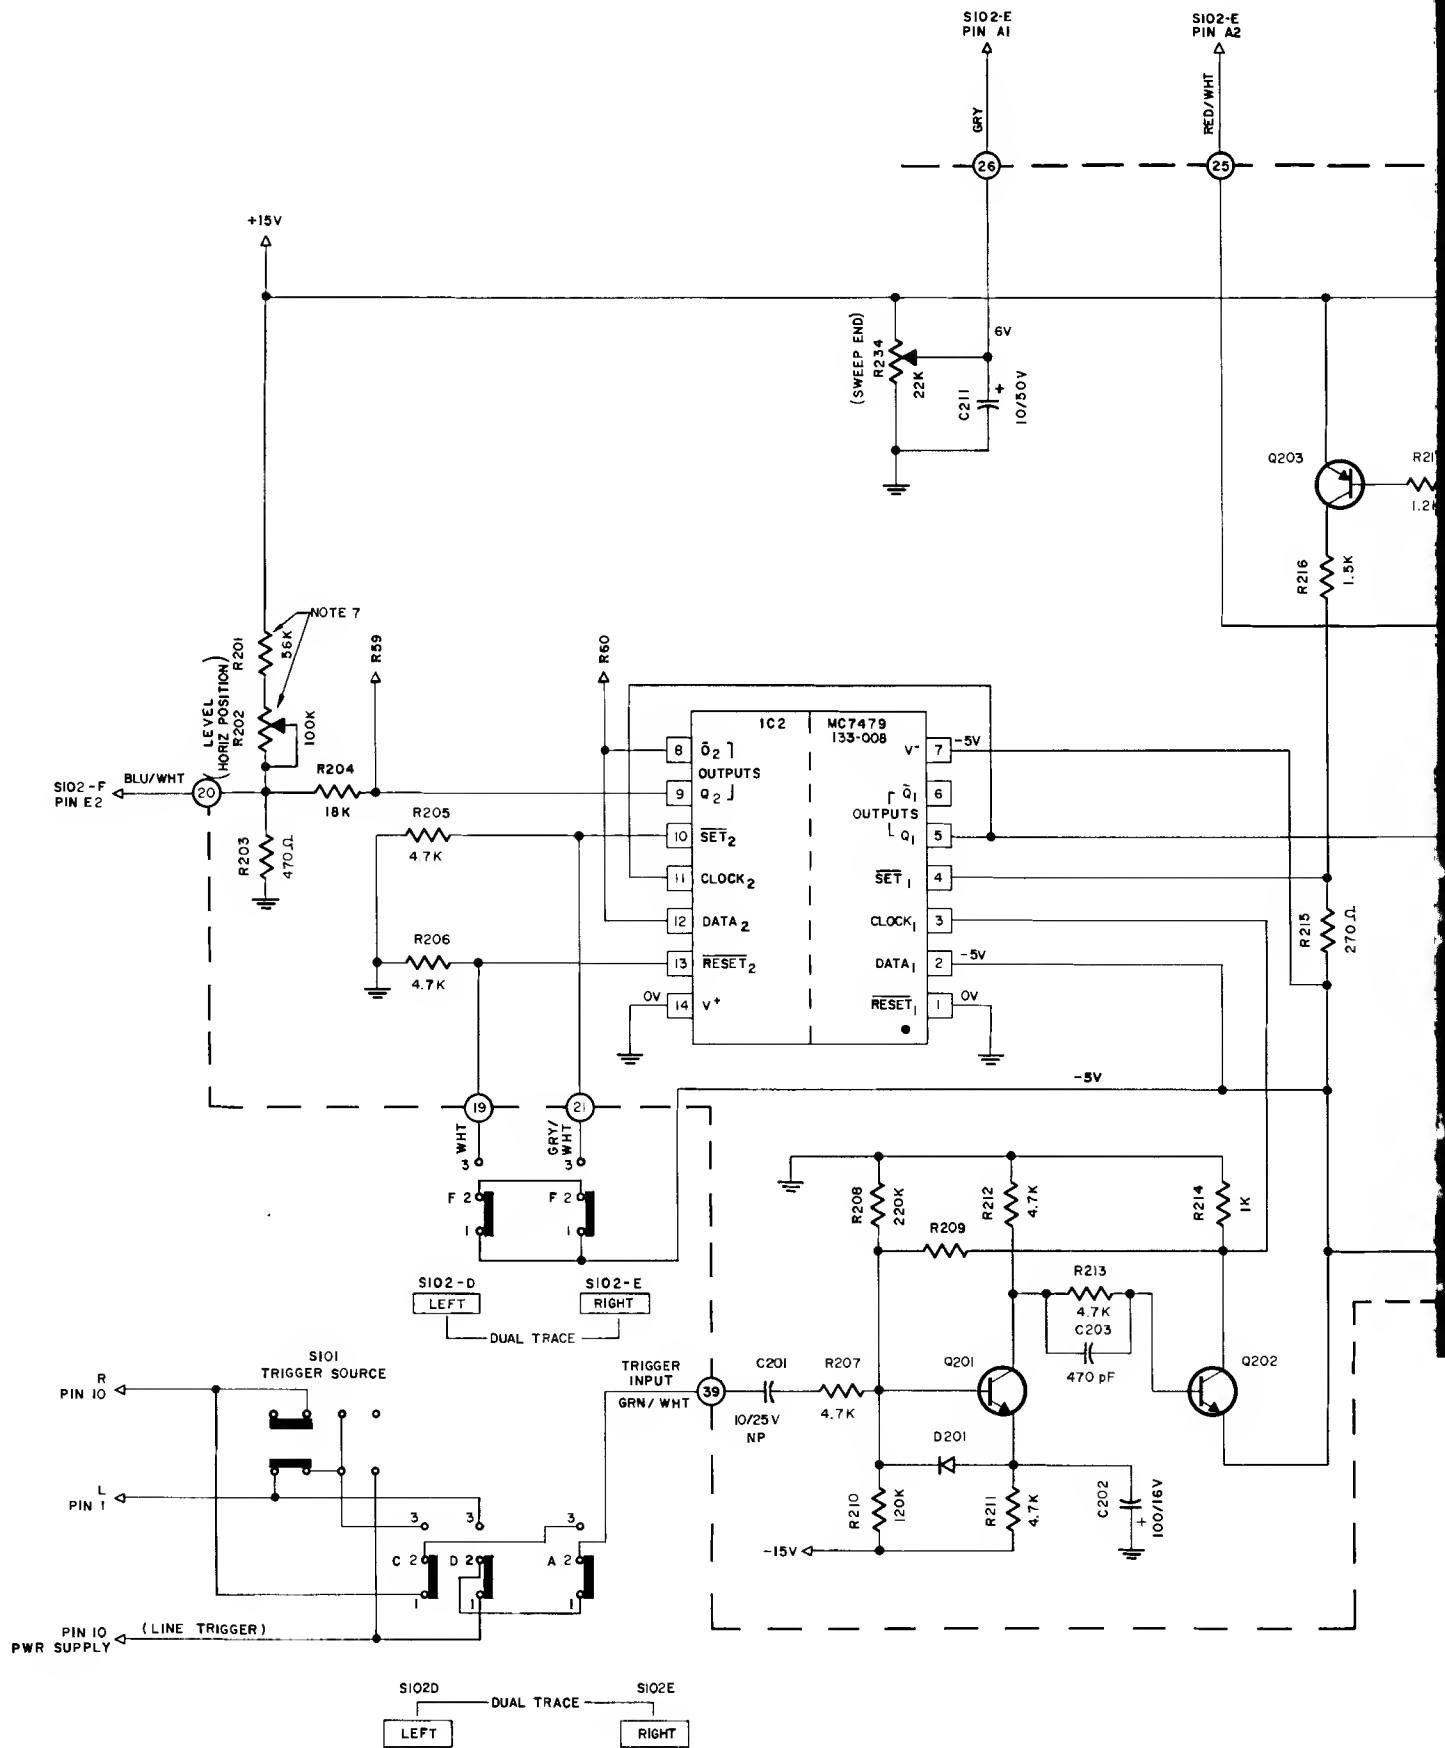 S102-E
PIN A1
S102-E
PIN A2
GRY
RED/WHT
26
25
+15V
(SWEEP END)
R234
22K
6V
C211
+
10/50V
Q203
R21
1.2
R216
1.5K
NOTE 7
R201
56K
LEVEL
(HORIZ POSITION)
R202
100K
R59
R60
S102-F
PIN E2
BLU/WHT
20
R204
18K
R203
470Ω
R205
4.7K
R206
4.7K
IC2
MC7479
133-008
8 Q̅2
OUTPUTS
9 Q2
10 S̅E̅T̅2
11 CLOCK2
12 DATA2
13 R̅E̅S̅E̅T̅2
0V 14 V+
V- 7 -5V
Q̅1 6
OUTPUTS
Q1 5
S̅E̅T̅1 4
CLOCK1 3
DATA1 2 -5V
R̅E̅S̅E̅T̅1 1 0V
R215
270Ω
-5V
19
21
WHT
GRY/
WHT
3
3
F 2
F 2
1
1
S102-D
S102-E
LEFT
RIGHT
DUAL TRACE
R208
220K
R212
4.7K
R214
1K
R209
R213
4.7K
C203
470 pF
Q201
Q202
S101
TRIGGER SOURCE
R
PIN 10
L
PIN 1
TRIGGER
INPUT
GRN/WHT
39
C201
10/25V
NP
R207
4.7K
D201
R210
120K
R211
4.7K
C202
+
100/16V
-15V
3
3
3
C 2
D 2
A 2
1
1
1
PIN 10
PWR SUPPLY
(LINE TRIGGER)
S102D
S102E
DUAL TRACE
LEFT
RIGHT